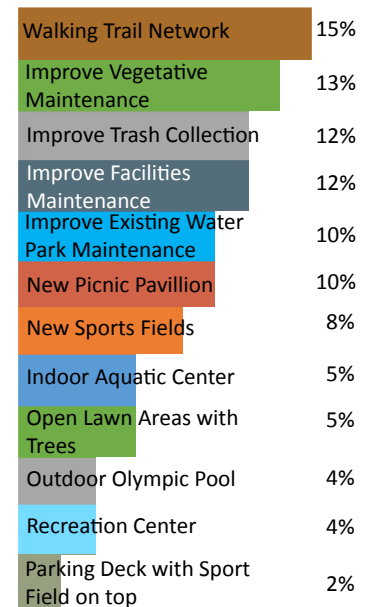 Walking Trail Network 15%
Improve Vegetative
Maintenance 13%
Improve Trash Collection 12%
Improve Facilities
Maintenance 12%
Improve Existing Water
Park Maintenance 10%
New Picnic Pavillion 10%
New Sports Fields 8%
Indoor Aquatic Center 5%
Open Lawn Areas with
Trees 5%
Outdoor Olympic Pool 4%
Recreation Center 4%
Parking Deck with Sport
Field on top 2%